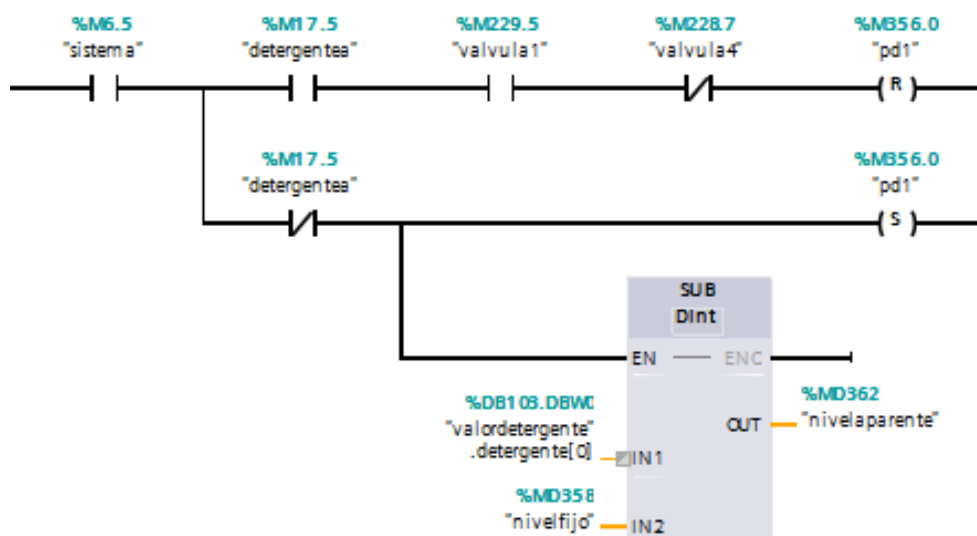 %M6.5 %M17.5 %M229.5 %M228.7 %M356.0
"sistema" "detergentea" "valvula1" "valvula4" "pd1"
R
%M17.5 %M356.0
"detergentea" "pd1"
S
SUB
DInt
EN ENC
%DB103.DBW0 %MD362
"valordetergente" OUT "nivelaparente"
.detergente[0] IN1
%MD358
"nivelfijo" IN2